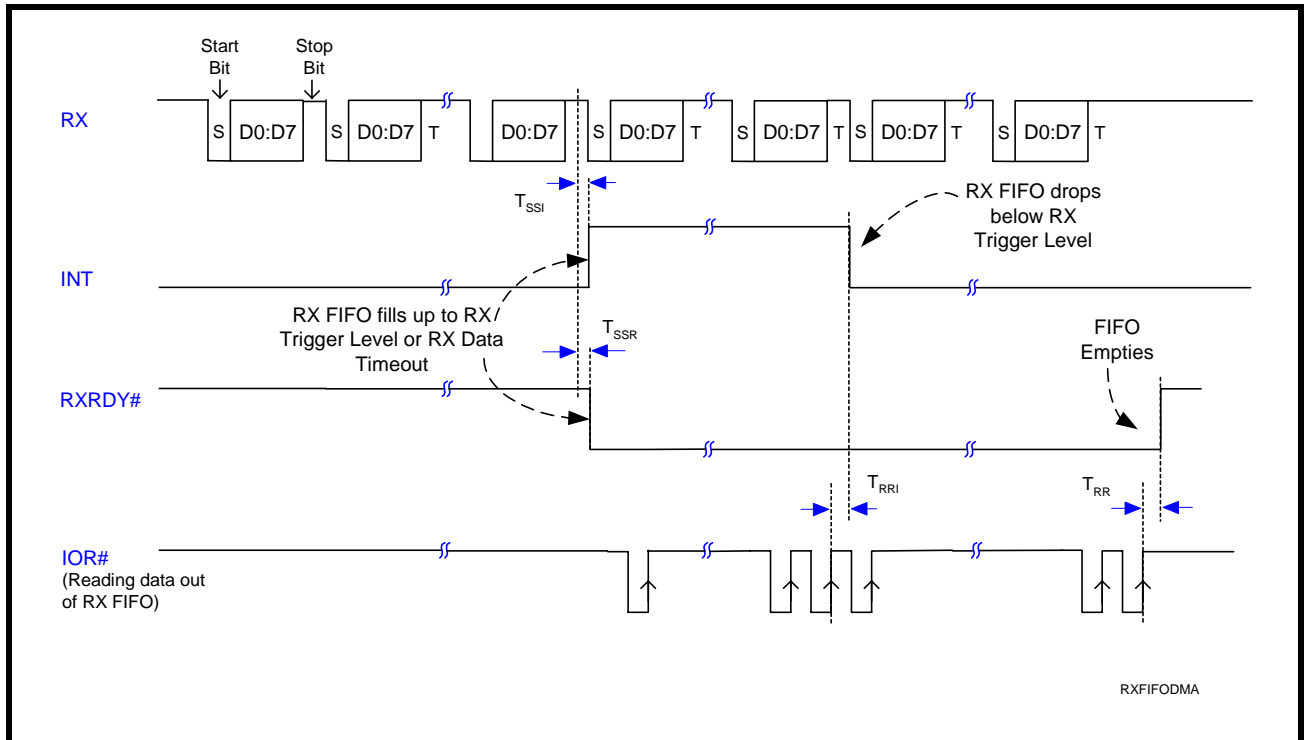 Start
Bit
Stop
Bit
RX
S D0:D7 S D0:D7 T D0:D7 S D0:D7 T S D0:D7 T S D0:D7 T S D0:D7 T
TSSI
RX FIFO drops
below RX
Trigger Level
INT
RX FIFO fills up to RX
Trigger Level or RX Data
Timeout
TSSR
FIFO
Empties
RXRDY#
TRRI
TRR
IOR#
(Reading data out
of RX FIFO)
RXFIFODMA